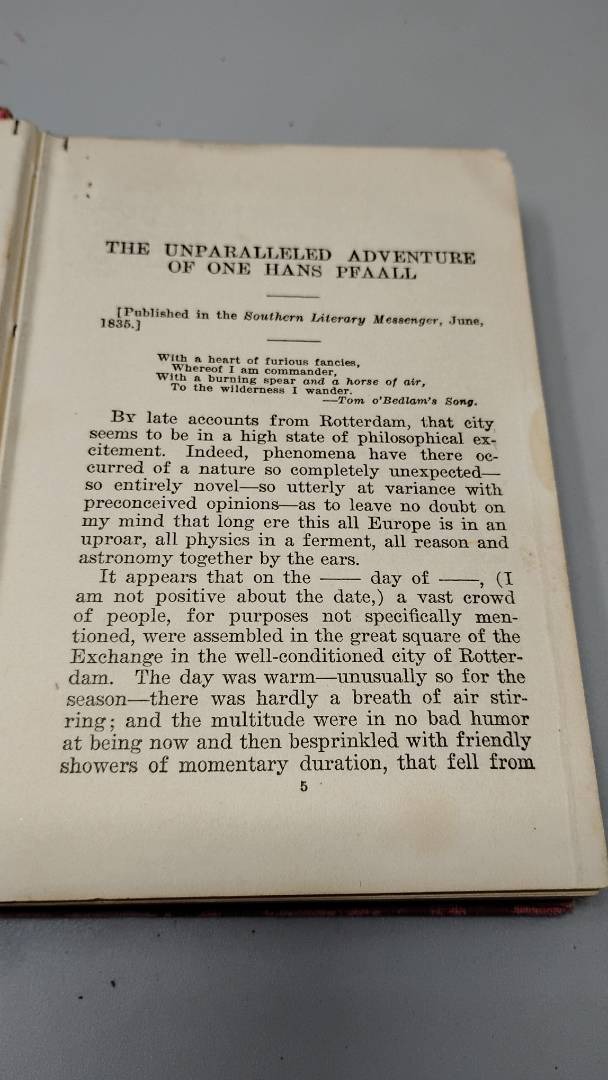 THE UNPARALLELED ADVENTURE
OF ONE HANS PFAALL
[Published in the Southern Literary Messenger, June,
1835.]
With a heart of furious fancies,
Whereof I am commander,
With a burning spear and a horse of air,
To the wilderness I wander.
—Tom o'Bedlam's Song.
By late accounts from Rotterdam, that city
seems to be in a high state of philosophical ex-
citement. Indeed, phenomena have there oc-
curred of a nature so completely unexpected—
so entirely novel—so utterly at variance with
preconceived opinions—as to leave no doubt on
my mind that long ere this all Europe is in an
uproar, all physics in a ferment, all reason and
astronomy together by the ears.
It appears that on the —— day of ——, (I
am not positive about the date,) a vast crowd
of people, for purposes not specifically men-
tioned, were assembled in the great square of the
Exchange in the well-conditioned city of Rotter-
dam. The day was warm—unusually so for the
season—there was hardly a breath of air stir-
ring; and the multitude were in no bad humor
at being now and then besprinkled with friendly
showers of momentary duration, that fell from
5